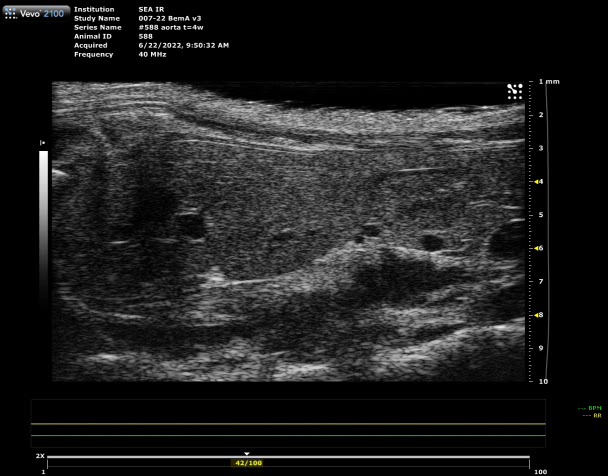 Vevo 2100
Institution SEA IR
Study Name 007-22 BemA v3
Series Name #588 aorta t=4w
Animal ID 588
Acquired 6/22/2022, 9:50:32 AM
Frequency 40 MHz
1 mm
2
3
4
5
6
7
8
9
10
--- BPM
--- RR
2X
42/100
1 100